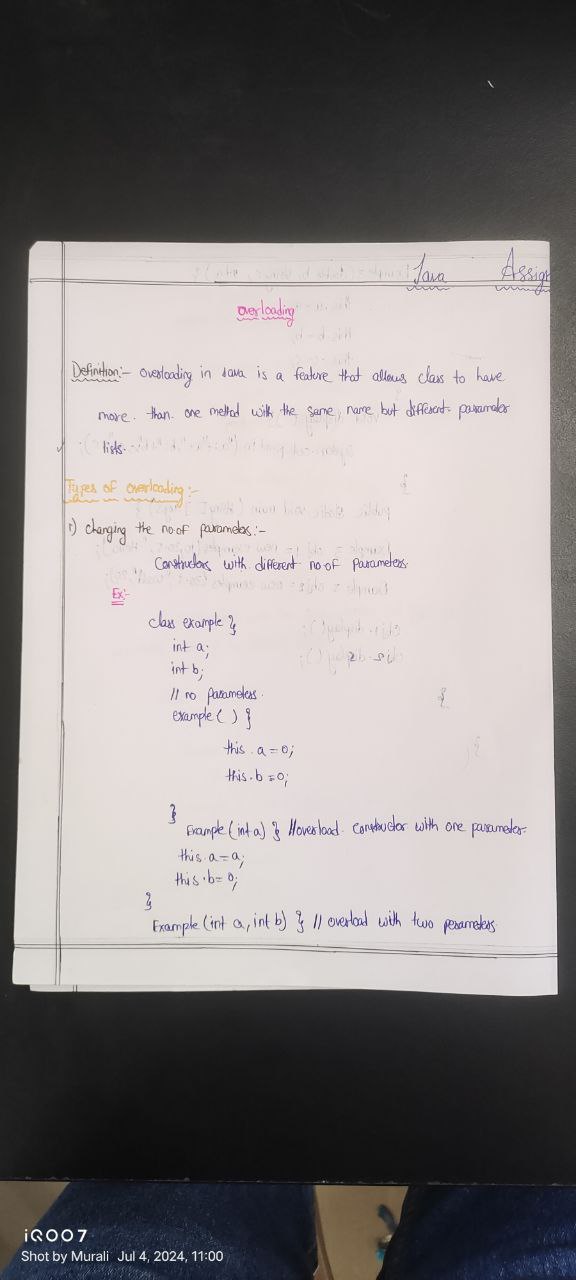 Java Assign
overloading
Definition:- overloading in Java is a feature that allows class to have
more than one method with the same name but different parameter
lists.
Types of overloading:-
1) changing the no of parameters:-
Constructors with different no of Parameters.
Ex:-
class example {
int a;
int b;
// no parameters.
example ( ) {
this . a = 0;
this . b = 0;
}
Example (int a) { // overload Constructor with one parameter
this . a = a;
this . b = 0;
}
Example (int a, int b) { // overload with two perameters.
iQOO7
Shot by Murali Jul 4, 2024, 11:00